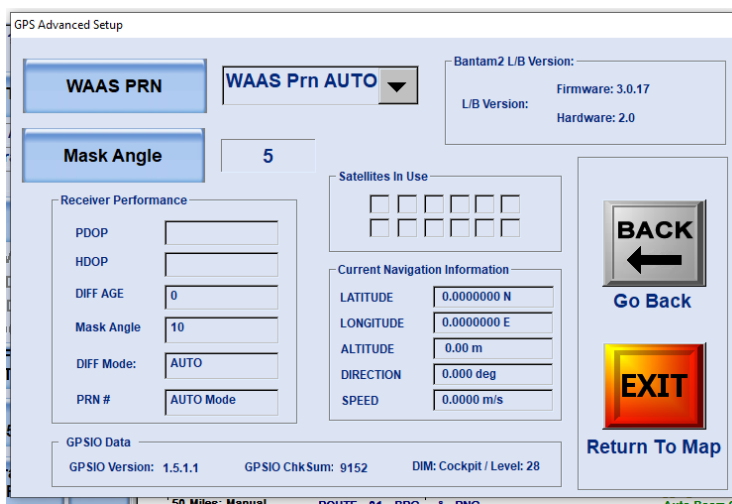 GPS Advanced Setup
WAAS PRN
WAAS Prn AUTO
Bantam2 L/B Version:
L/B Version:
Firmware: 3.0.17
Hardware: 2.0
Mask Angle
5
Satellites In Use
Receiver Performance
PDOP
HDOP
DIFF AGE 0
Mask Angle 10
DIFF Mode: AUTO
PRN # AUTO Mode
Current Navigation Information
LATITUDE 0.0000000 N
LONGITUDE 0.0000000 E
ALTITUDE 0.00 m
DIRECTION 0.000 deg
SPEED 0.0000 m/s
BACK
Go Back
EXIT
Return To Map
GPSIO Data
GPSIO Version: 1.5.1.1 GPSIO ChkSum: 9152 DIM: Cockpit / Level: 28